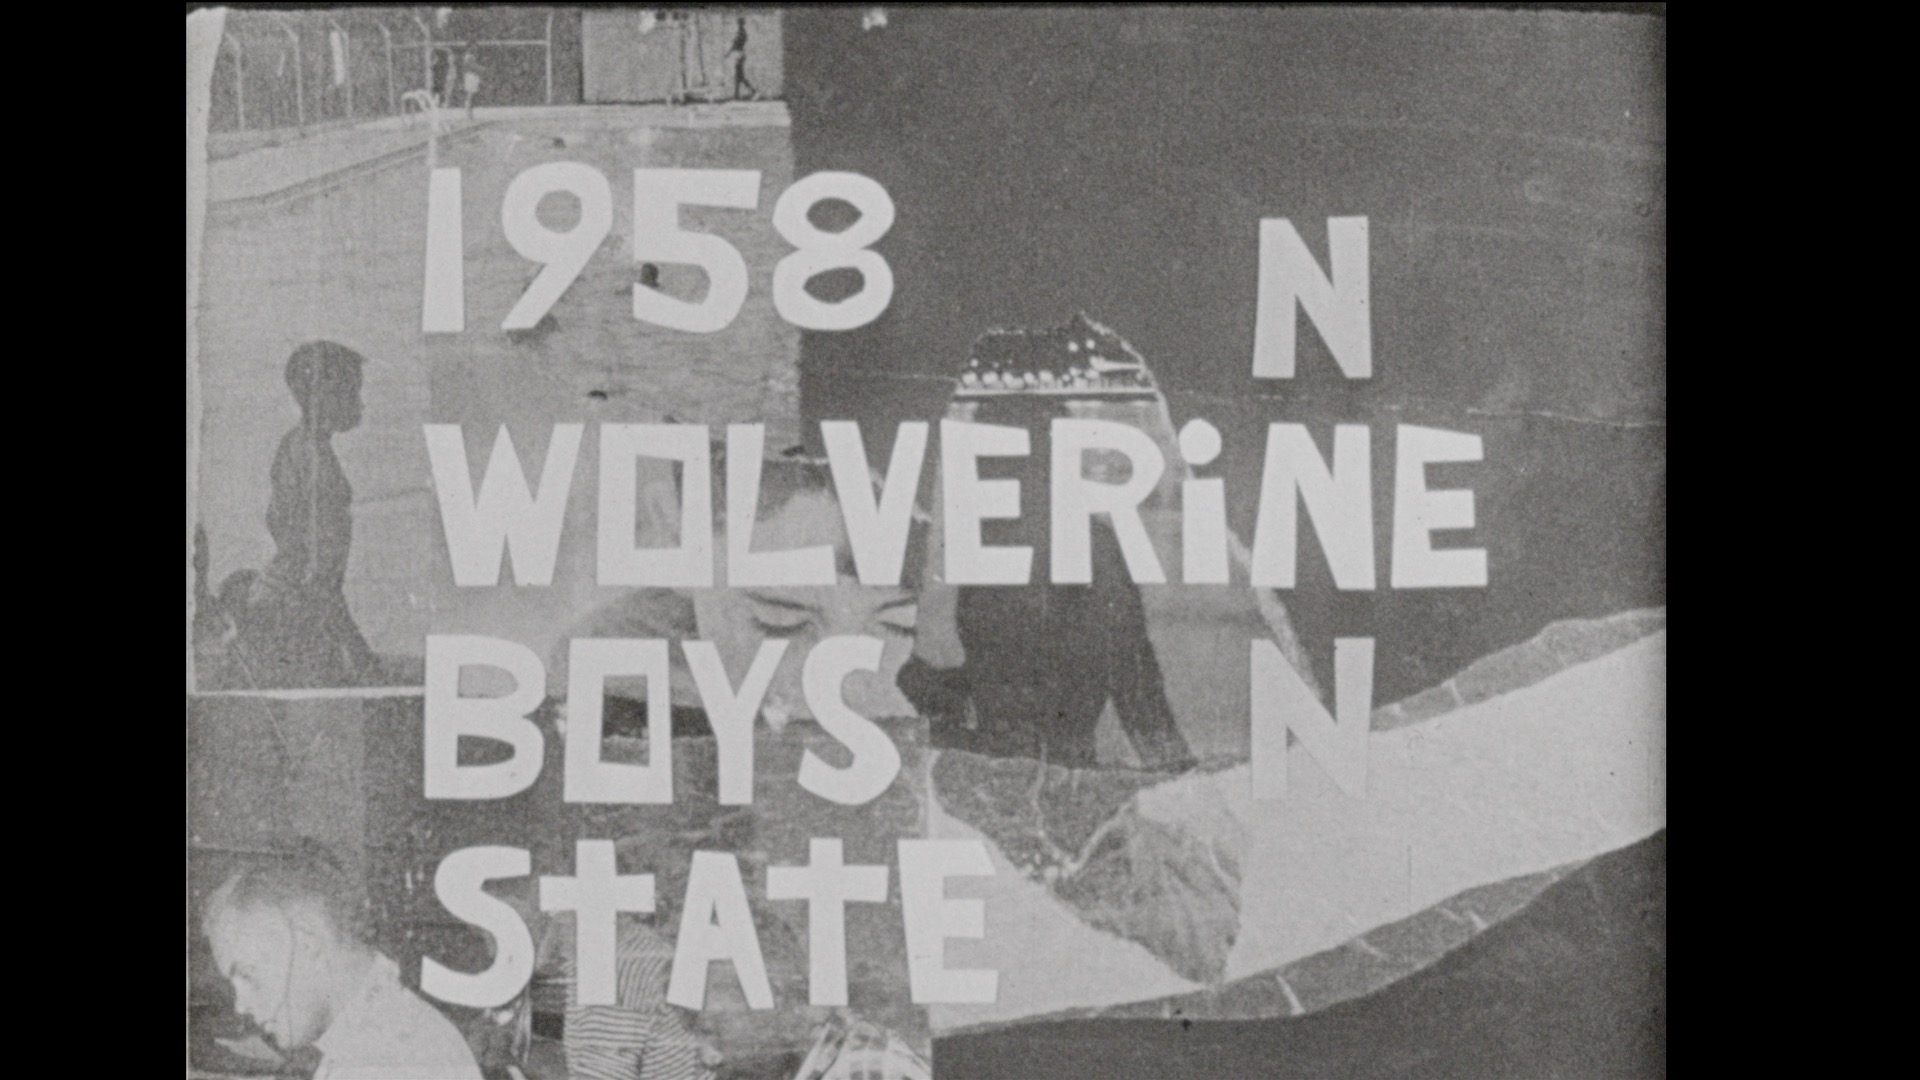 1958 N
WOLVERiNE
BOYS N
StAtE